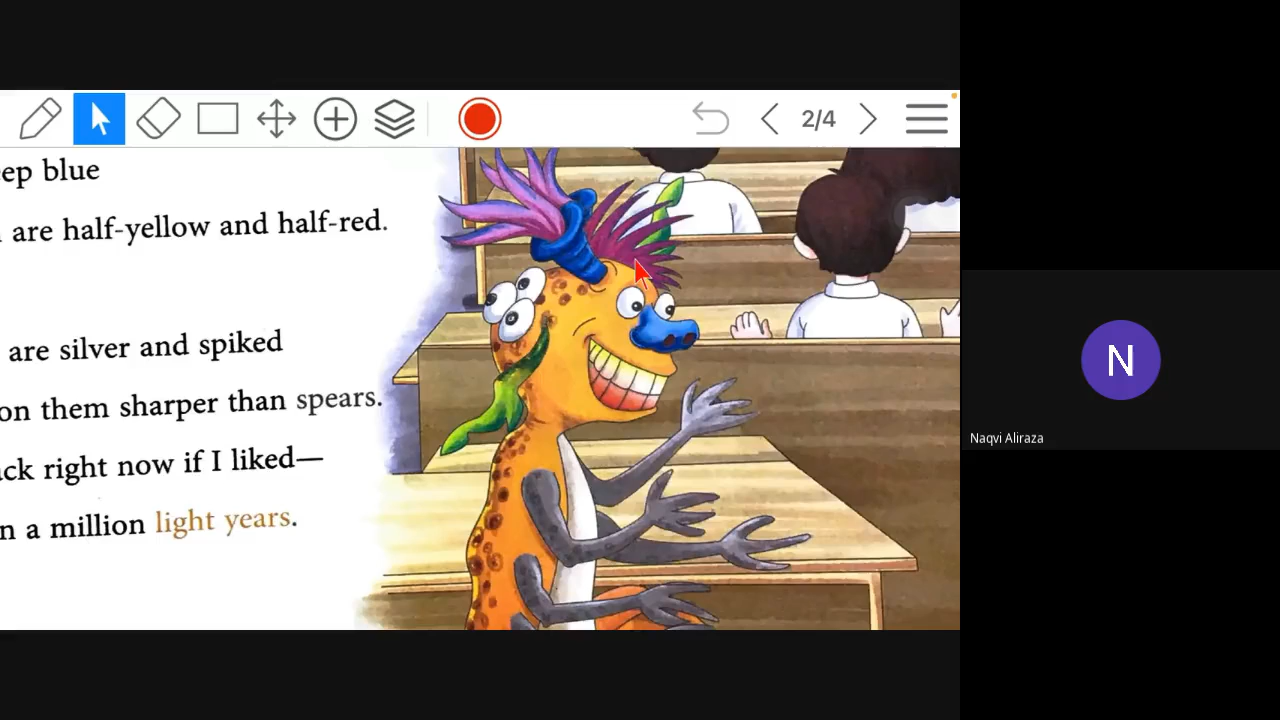 2/4
eep blue
are half-yellow and half-red.
are silver and spiked
on them sharper than spears.
ck right now if I liked—
n a million light years.
N
Naqvi Aliraza